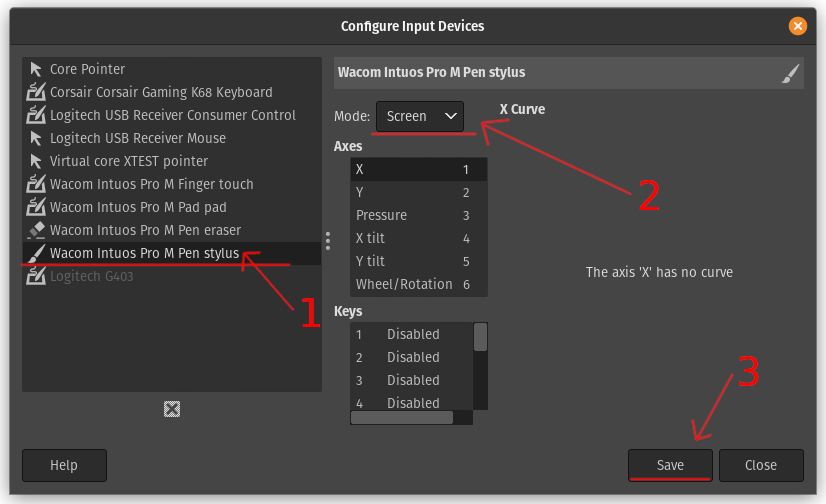 Configure Input Devices
Core Pointer
Corsair Corsair Gaming K68 Keyboard
Logitech USB Receiver Consumer Control
Logitech USB Receiver Mouse
Virtual core XTEST pointer
Wacom Intuos Pro M Finger touch
Wacom Intuos Pro M Pad pad
Wacom Intuos Pro M Pen eraser
Wacom Intuos Pro M Pen stylus
Logitech G403
1
Wacom Intuos Pro M Pen stylus
Mode: Screen
X Curve
2
Axes
X 1
Y 2
Pressure 3
X tilt 4
Y tilt 5
Wheel/Rotation 6
The axis 'X' has no curve
Keys
1 Disabled
2 Disabled
3 Disabled
4 Disabled
3
Help
Save
Close